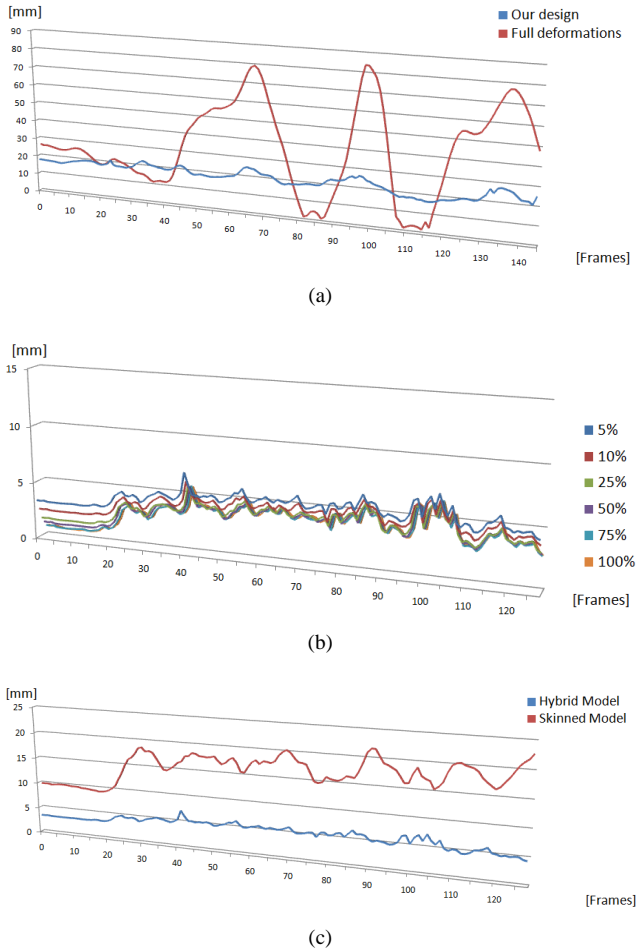 [mm]
Our design
Full deformations
90
80
70
60
50
40
30
20
10
0
0 10 20 30 40 50 60 70 80 90 100 110 120 130 140
[Frames]
(a)
[mm]
15
10
5
0
0 10 20 30 40 50 60 70 80 90 100 110 120
5%
10%
25%
50%
75%
100%
[Frames]
(b)
[mm]
Hybrid Model
Skinned Model
25
20
15
10
5
0
0 10 20 30 40 50 60 70 80 90 100 110 120
[Frames]
(c)